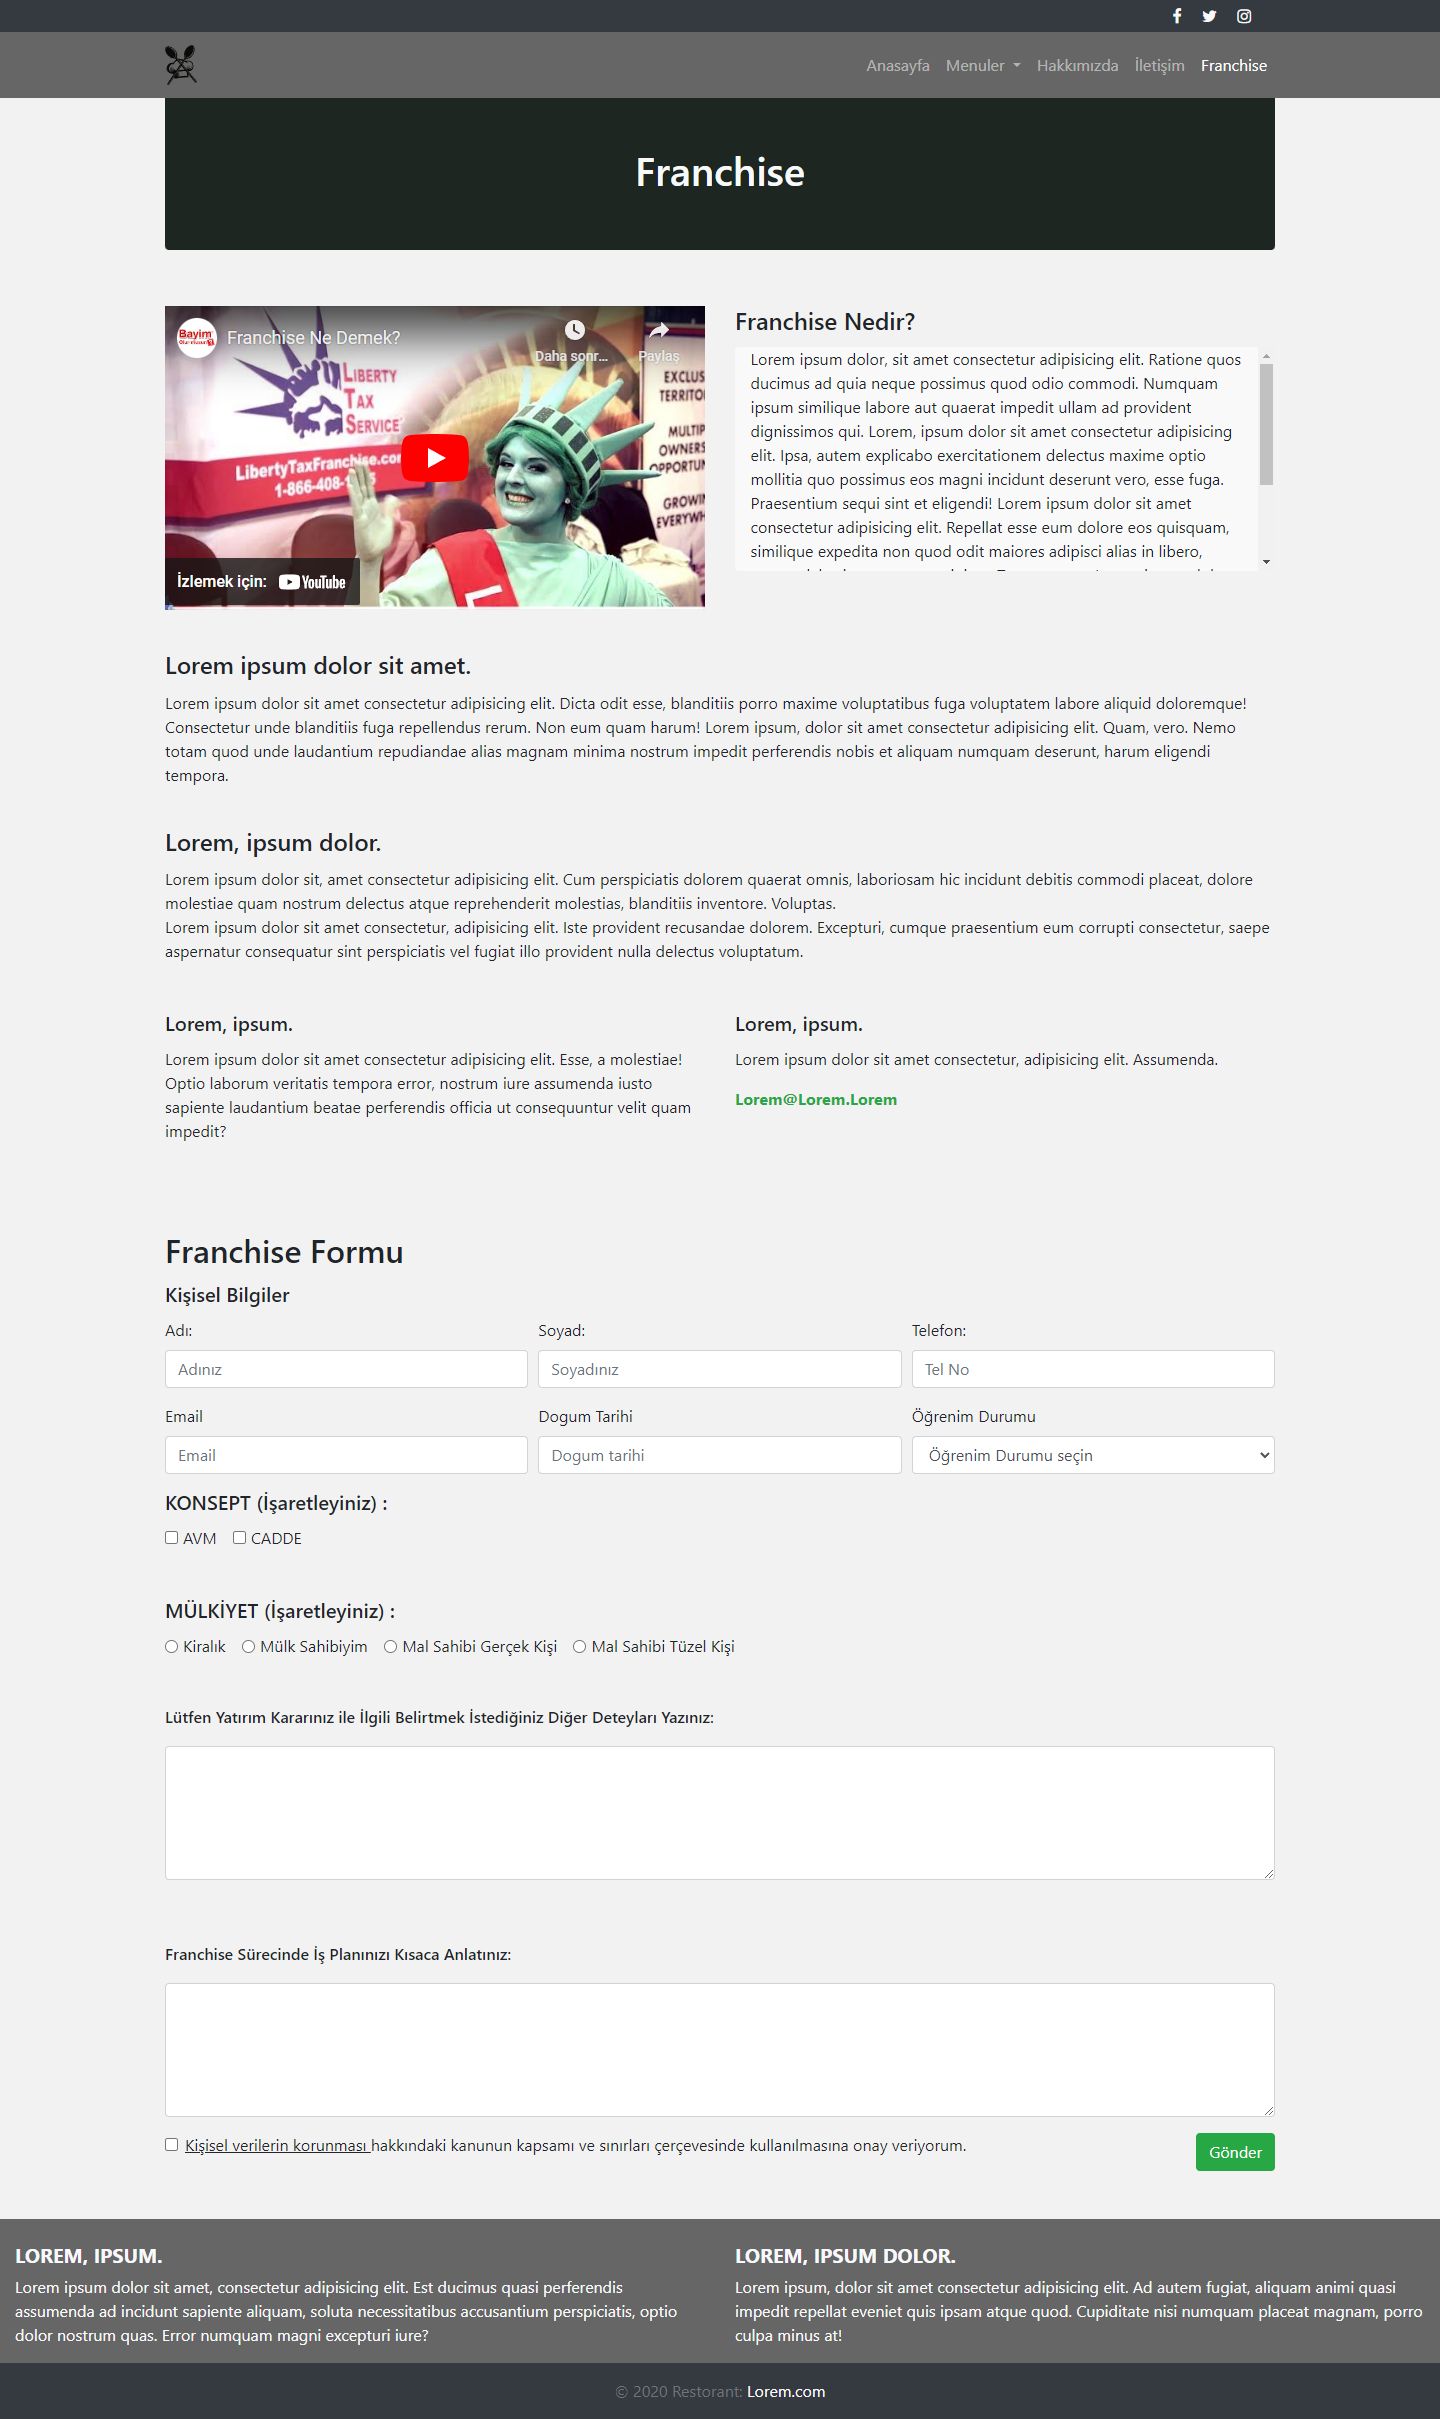 Anasayfa Menuler Hakkımızda İletişim Franchise
Franchise
Bayim
Franchise Ne Demek?
Daha sonr...
Paylaş
LIBERTY
TAX
SERVICE
LibertyTaxFranchise.com
1-866-408-1
EXCLUS
TERRITO
MULTIP
OWNERS
OPPORTUN
GROWIN
EVERYWH
İzlemek için: YouTube
Franchise Nedir?
Lorem ipsum dolor, sit amet consectetur adipisicing elit. Ratione quos
ducimus ad quia neque possimus quod odio commodi. Numquam
ipsum similique labore aut quaerat impedit ullam ad provident
dignissimos qui. Lorem, ipsum dolor sit amet consectetur adipisicing
elit. Ipsa, autem explicabo exercitationem delectus maxime optio
mollitia quo possimus eos magni incidunt deserunt vero, esse fuga.
Praesentium sequi sint et eligendi! Lorem ipsum dolor sit amet
consectetur adipisicing elit. Repellat esse eum dolore eos quisquam,
similique expedita non quod odit maiores adipisci alias in libero,
Lorem ipsum dolor sit amet.
Lorem ipsum dolor sit amet consectetur adipisicing elit. Dicta odit esse, blanditiis porro maxime voluptatibus fuga voluptatem labore aliquid doloremque!
Consectetur unde blanditiis fuga repellendus rerum. Non eum quam harum! Lorem ipsum, dolor sit amet consectetur adipisicing elit. Quam, vero. Nemo
totam quod unde laudantium repudiandae alias magnam minima nostrum impedit perferendis nobis et aliquam numquam deserunt, harum eligendi
tempora.
Lorem, ipsum dolor.
Lorem ipsum dolor sit, amet consectetur adipisicing elit. Cum perspiciatis dolorem quaerat omnis, laboriosam hic incidunt debitis commodi placeat, dolore
molestiae quam nostrum delectus atque reprehenderit molestias, blanditiis inventore. Voluptas.
Lorem ipsum dolor sit amet consectetur, adipisicing elit. Iste provident recusandae dolorem. Excepturi, cumque praesentium eum corrupti consectetur, saepe
aspernatur consequatur sint perspiciatis vel fugiat illo provident nulla delectus voluptatum.
Lorem, ipsum.
Lorem ipsum dolor sit amet consectetur adipisicing elit. Esse, a molestiae!
Optio laborum veritatis tempora error, nostrum iure assumenda iusto
sapiente laudantium beatae perferendis officia ut consequuntur velit quam
impedit?
Lorem, ipsum.
Lorem ipsum dolor sit amet consectetur, adipisicing elit. Assumenda.
Lorem@Lorem.Lorem
Franchise Formu
Kişisel Bilgiler
Adı: Soyad: Telefon:
Adınız Soyadınız Tel No
Email Dogum Tarihi Öğrenim Durumu
Email Dogum tarihi Öğrenim Durumu seçin
KONSEPT (İşaretleyiniz) :
AVM CADDE
MÜLKİYET (İşaretleyiniz) :
Kiralık Mülk Sahibiyim Mal Sahibi Gerçek Kişi Mal Sahibi Tüzel Kişi
Lütfen Yatırım Kararınız ile İlgili Belirtmek İstediğiniz Diğer Deteyları Yazınız:
Franchise Sürecinde İş Planınızı Kısaca Anlatınız:
Kişisel verilerin korunması hakkındaki kanunun kapsamı ve sınırları çerçevesinde kullanılmasına onay veriyorum.
Gönder
LOREM, IPSUM.
Lorem ipsum dolor sit amet, consectetur adipisicing elit. Est ducimus quasi perferendis
assumenda ad incidunt sapiente aliquam, soluta necessitatibus accusantium perspiciatis, optio
dolor nostrum quas. Error numquam magni excepturi iure?
LOREM, IPSUM DOLOR.
Lorem ipsum, dolor sit amet consectetur adipisicing elit. Ad autem fugiat, aliquam animi quasi
impedit repellat eveniet quis ipsam atque quod. Cupiditate nisi numquam placeat magnam, porro
culpa minus at!
© 2020 Restorant: Lorem.com